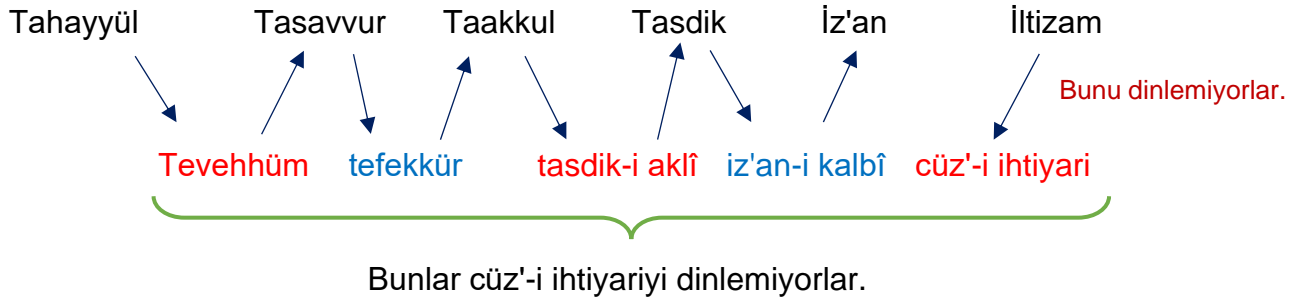 Tahayyül Tasavvur Taakkul Tasdik İz'an İltizam
Bunu dinlemiyorlar.
Tevehhüm tefekkür tasdik-i aklî iz'an-i kalbî cüz'-i ihtiyari
Bunlar cüz'-i ihtiyariyi dinlemiyorlar.